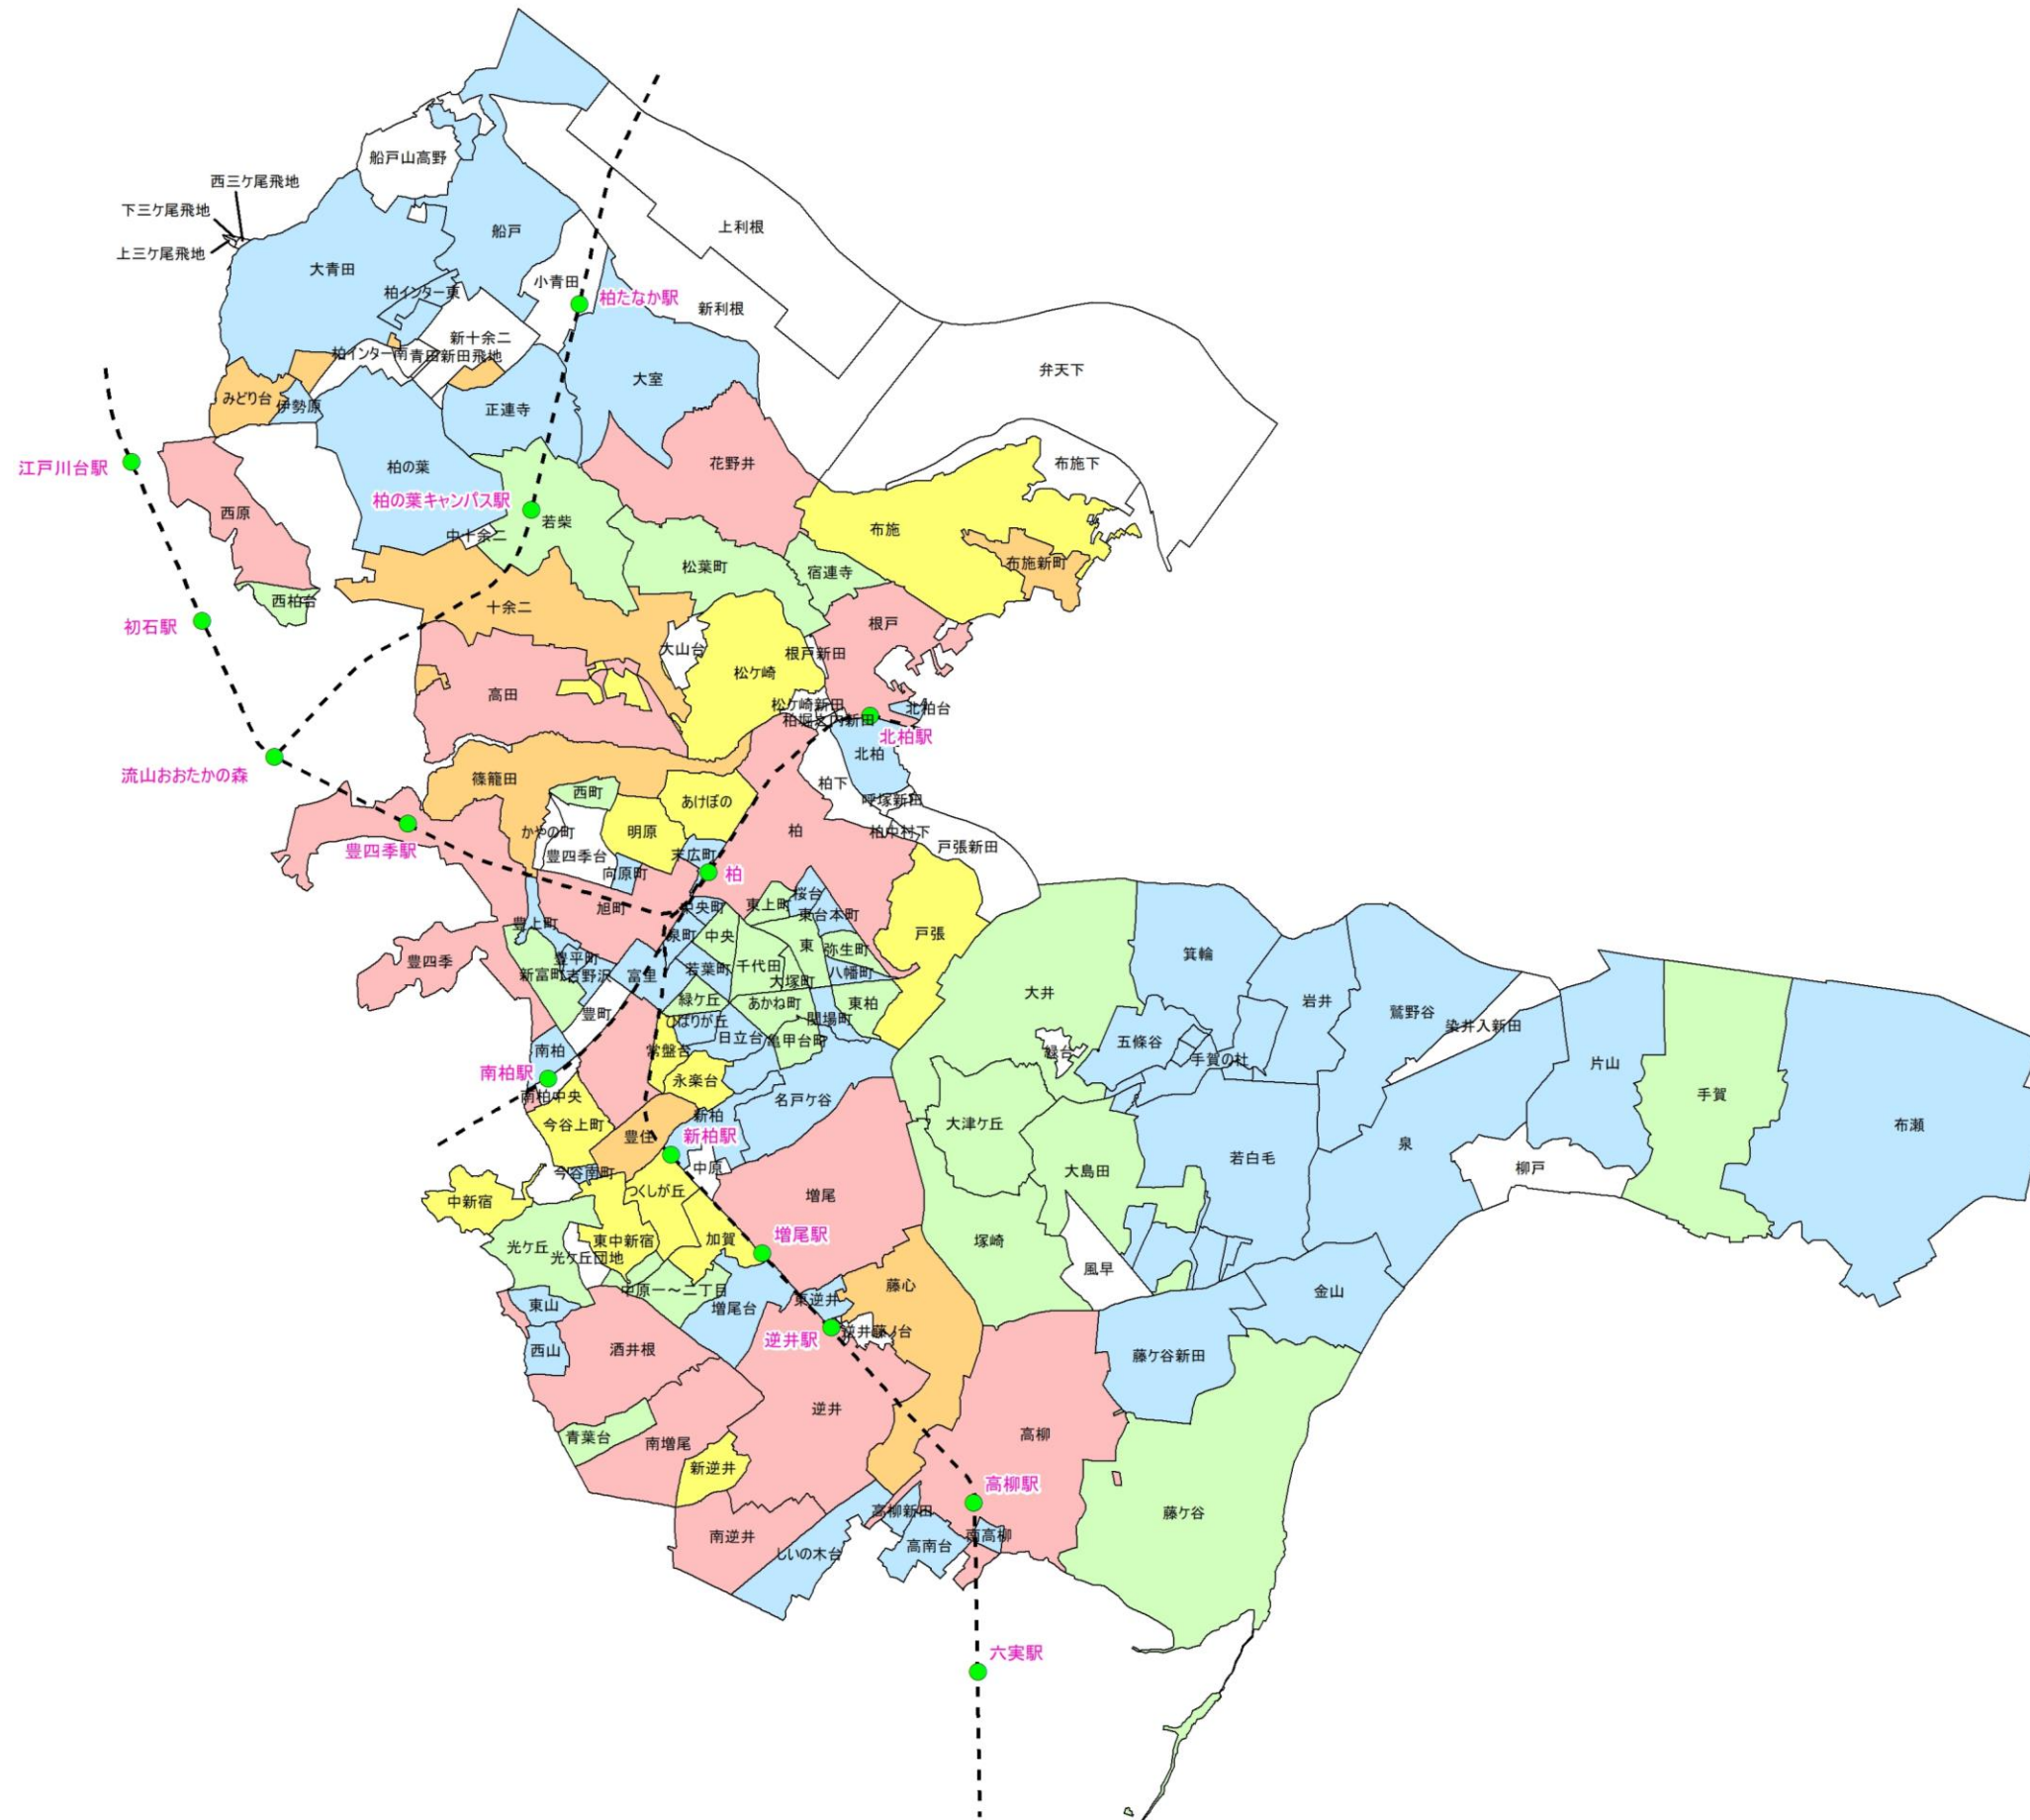 船戸山高野
西三ケ尾飛地
下三ケ尾飛地
上三ケ尾飛地
上利根
船戸
大青田
小青田
柏インター東
柏たなか駅
新利根
新十余二
柏インター南
青田新田飛地
弁天下
大室
みどり台
伊勢原
正連寺
江戸川台駅
柏の葉
花野井
布施下
柏の葉キャンパス駅
西原
若柴
布施
中十余二
布施新町
松葉町
宿連寺
西柏台
十余二
初石駅
根戸
大山台
根戸新田
松ケ崎
高田
松ケ崎新田
北柏台
柏堀之内新田
北柏駅
北柏
流山おおたかの森
篠籠田
柏下
西町
あけぼの
呼塚新田
かやの町
明原
柏
柏中村下
戸張新田
豊四季駅
豊四季台
末広町
向原町
柏
桜台
旭町
中央町
東上町
東台本町
豊上町
泉町
中央
東
弥生町
戸張
豊四季
豊平町
新富町
吉野沢
富里
若葉町
千代田
大塚町
八幡町
箕輪
大井
岩井
鷲野谷
緑ケ丘
あかね町
東柏
豊町
ひばりが丘
関場町
染井入新田
日立台
亀甲台町
五條谷
南柏
常盤台
緑台
手賀の杜
片山
南柏駅
永楽台
南柏中央
名戸ケ谷
手賀
今谷上町
新柏
大津ケ丘
布瀬
豊住
新柏駅
泉
若白毛
中原
大島田
柳戸
今谷南町
つくしが丘
増尾
中新宿
加賀
増尾駅
東中新宿
塚崎
光ケ丘
光ケ丘団地
風早
藤心
中原一～二丁目
金山
東山
増尾台
東逆井
逆井駅
逆井藤ノ台
西山
酒井根
藤ケ谷新田
逆井
青葉台
南増尾
高柳
新逆井
高柳駅
高柳新田
藤ケ谷
南逆井
南高柳
しいの木台
高南台
六実駅